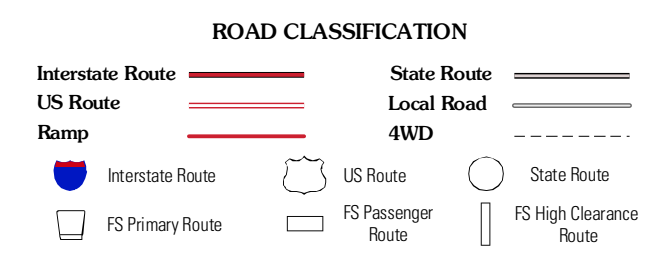 ROAD CLASSIFICATION
Interstate Route
State Route
US Route
Local Road
Ramp
4WD
Interstate Route
US Route
State Route
FS Primary Route
FS Passenger
Route
FS High Clearance
Route